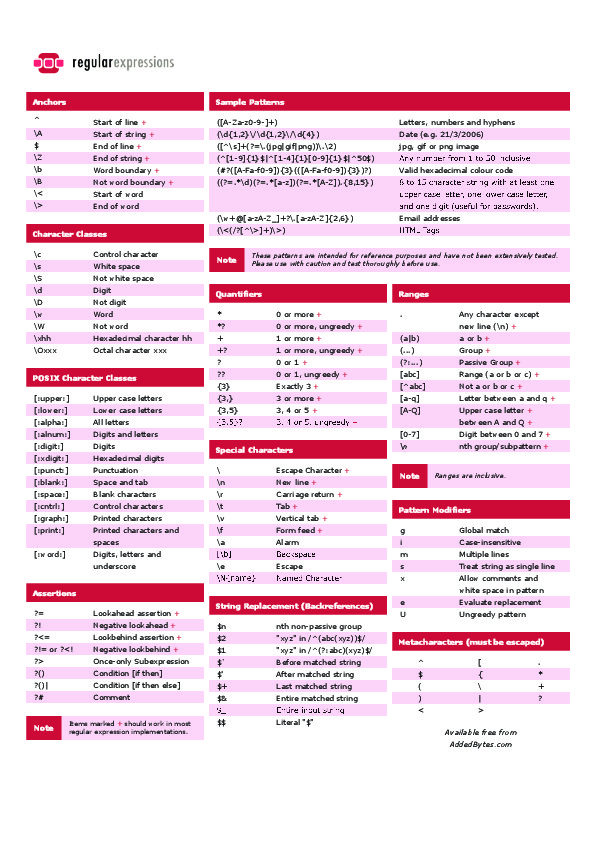 regularexpressions
Anchors
^ Start of line +
\A Start of string +
$ End of line +
\Z End of string +
\b Word boundary +
\B Not word boundary +
\< Start of word
\> End of word
Character Classes
\c Control character
\s White space
\S Not white space
\d Digit
\D Not digit
\w Word
\W Not word
\xhh Hexadecimal character hh
\Oxxx Octal character xxx
POSIX Character Classes
[:upper:] Upper case letters
[:lower:] Lower case letters
[:alpha:] All letters
[:alnum:] Digits and letters
[:digit:] Digits
[:xdigit:] Hexadecimal digits
[:punct:] Punctuation
[:blank:] Space and tab
[:space:] Blank characters
[:cntrl:] Control characters
[:graph:] Printed characters
[:print:] Printed characters and
spaces
[:word:] Digits, letters and
underscore
Assertions
?= Lookahead assertion +
?! Negative lookahead +
?<= Lookbehind assertion +
?!= or ?<! Negative lookbehind +
?> Once-only Subexpression
?() Condition [if then]
?()| Condition [if then else]
?# Comment
Note
Items marked + should work in most
regular expression implementations.
Sample Patterns
([A-Za-z0-9-]+) Letters, numbers and hyphens
(\d{1,2}\/\d{1,2}\/\d{4}) Date (e.g. 21/3/2006)
([^\s]+(?=\.(jpg|gif|png))\.\2) jpg, gif or png image
(^[1-9]{1}$|^[1-4]{1}[0-9]{1}$|^50$) Any number from 1 to 50 inclusive
(#?([A-Fa-f0-9]){3}(([A-Fa-f0-9]){3})?) Valid hexadecimal colour code
((?=.*\d)(?=.*[a-z])(?=.*[A-Z]).{8,15}) 8 to 15 character string with at least one
upper case letter, one lower case letter,
and one digit (useful for passwords).
(\w+@[a-zA-Z_]+?\.[a-zA-Z]{2,6}) Email addresses
(\<(/?[^\>]+)\>) HTML Tags
Note
These patterns are intended for reference purposes and have not been extensively tested.
Please use with caution and test thoroughly before use.
Quantifiers
* 0 or more +
*? 0 or more, ungreedy +
+ 1 or more +
+? 1 or more, ungreedy +
? 0 or 1 +
?? 0 or 1, ungreedy +
{3} Exactly 3 +
{3,} 3 or more +
{3,5} 3, 4 or 5 +
{3,5}? 3, 4 or 5, ungreedy +
Special Characters
\ Escape Character +
\n New line +
\r Carriage return +
\t Tab +
\v Vertical tab +
\f Form feed +
\a Alarm
[\b] Backspace
\e Escape
\N{name} Named Character
String Replacement (Backreferences)
$n nth non-passive group
$2 "xyz" in /^(abc(xyz))$/
$1 "xyz" in /^(?:abc)(xyz)$/
$` Before matched string
$' After matched string
$+ Last matched string
$& Entire matched string
$_ Entire input string
$$ Literal "$"
Ranges
. Any character except
new line (\n) +
(a|b) a or b +
(...) Group +
(?:...) Passive Group +
[abc] Range (a or b or c) +
[^abc] Not a or b or c +
[a-q] Letter between a and q +
[A-Q] Upper case letter +
between A and Q +
[0-7] Digit between 0 and 7 +
\n nth group/subpattern +
Note
Ranges are inclusive.
Pattern Modifiers
g Global match
i Case-insensitive
m Multiple lines
s Treat string as single line
x Allow comments and
white space in pattern
e Evaluate replacement
U Ungreedy pattern
Metacharacters (must be escaped)
^ [ .
$ { *
( \ +
) | ?
< >
Available free from
AddedBytes.com